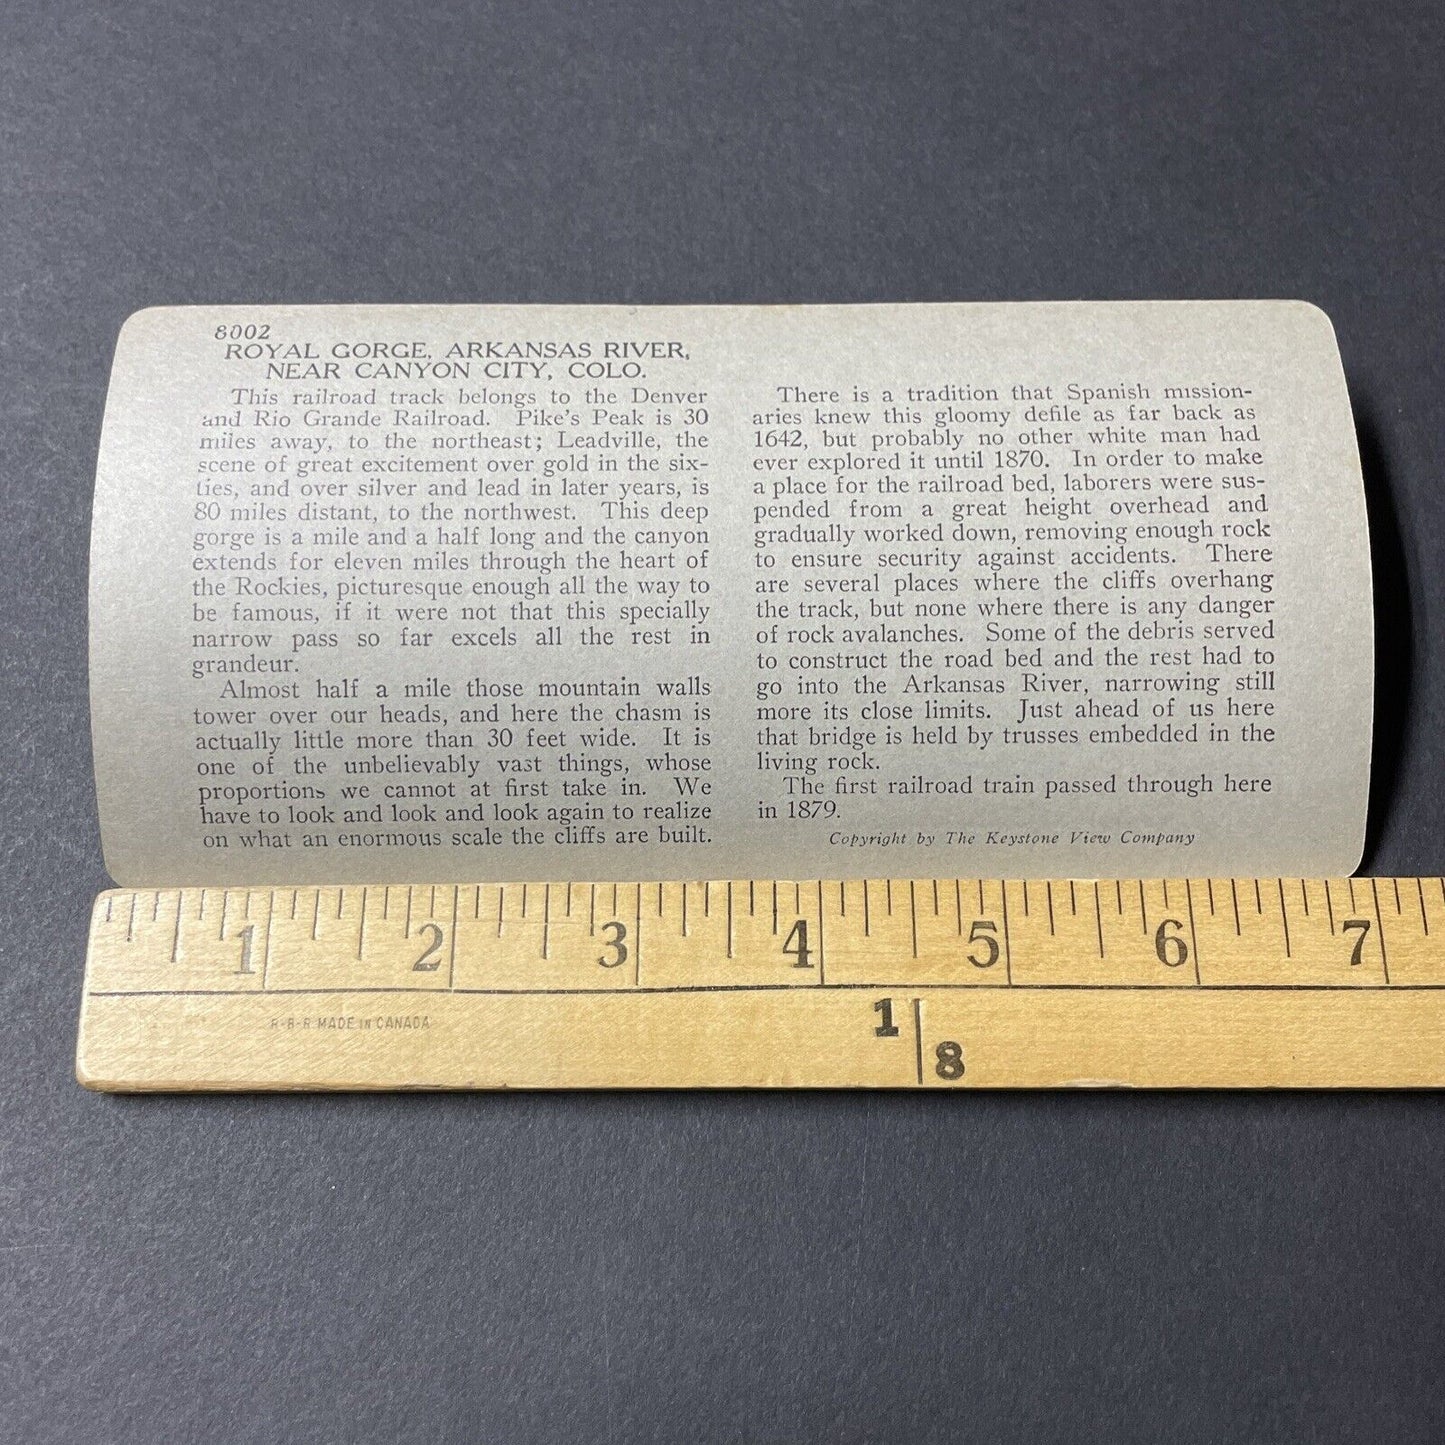 8002
ROYAL GORGE, ARKANSAS RIVER,
NEAR CANYON CITY, COLO.
This railroad track belongs to the Denver
and Rio Grande Railroad. Pike's Peak is 30
miles away, to the northeast; Leadville, the
scene of great excitement over gold in the six-
ties, and over silver and lead in later years, is
80 miles distant, to the northwest. This deep
gorge is a mile and a half long and the canyon
extends for eleven miles through the heart of
the Rockies, picturesque enough all the way to
be famous, if it were not that this specially
narrow pass so far excels all the rest in
grandeur.
Almost half a mile those mountain walls
tower over our heads, and here the chasm is
actually little more than 30 feet wide. It is
one of the unbelievably vast things, whose
proportions we cannot at first take in. We
have to look and look and look again to realize
on what an enormous scale the cliffs are built.
There is a tradition that Spanish mission-
aries knew this gloomy defile as far back as
1642, but probably no other white man had
ever explored it until 1870. In order to make
a place for the railroad bed, laborers were sus-
pended from a great height overhead and
gradually worked down, removing enough rock
to ensure security against accidents. There
are several places where the cliffs overhang
the track, but none where there is any danger
of rock avalanches. Some of the debris served
to construct the road bed and the rest had to
go into the Arkansas River, narrowing still
more its close limits. Just ahead of us here
that bridge is held by trusses embedded in the
living rock.
The first railroad train passed through here
in 1879.
Copyright by The Keystone View Company
1 2 3 4 5 6 7
R-B-R MADE IN CANADA
1
8